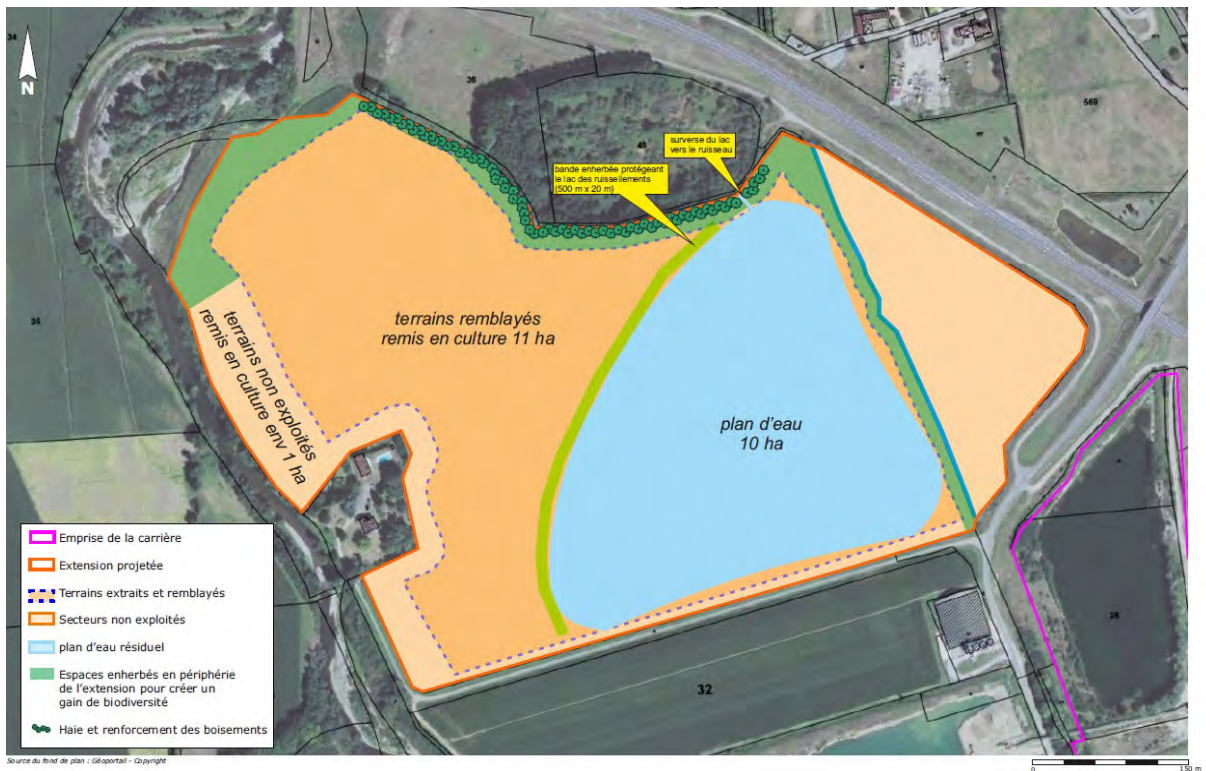 N
34
36
48
569
35
surverse du lac
vers le ruisseau
bande enherbée protégeant
le lac des ruissellements
(500 m x 20 m)
terrains remblayés
remis en culture 11 ha
terrains non exploités
remis en culture env 1 ha
plan d'eau
10 ha
32
Emprise de la carrière
Extension projetée
Terrains extraits et remblayés
Secteurs non exploités
plan d'eau résiduel
Espaces enherbés en périphérie
de l'extension pour créer un
gain de biodiversité
Haie et renforcement des boisements
Source du fond de plan : Géoportail - Copyright
0
150 m